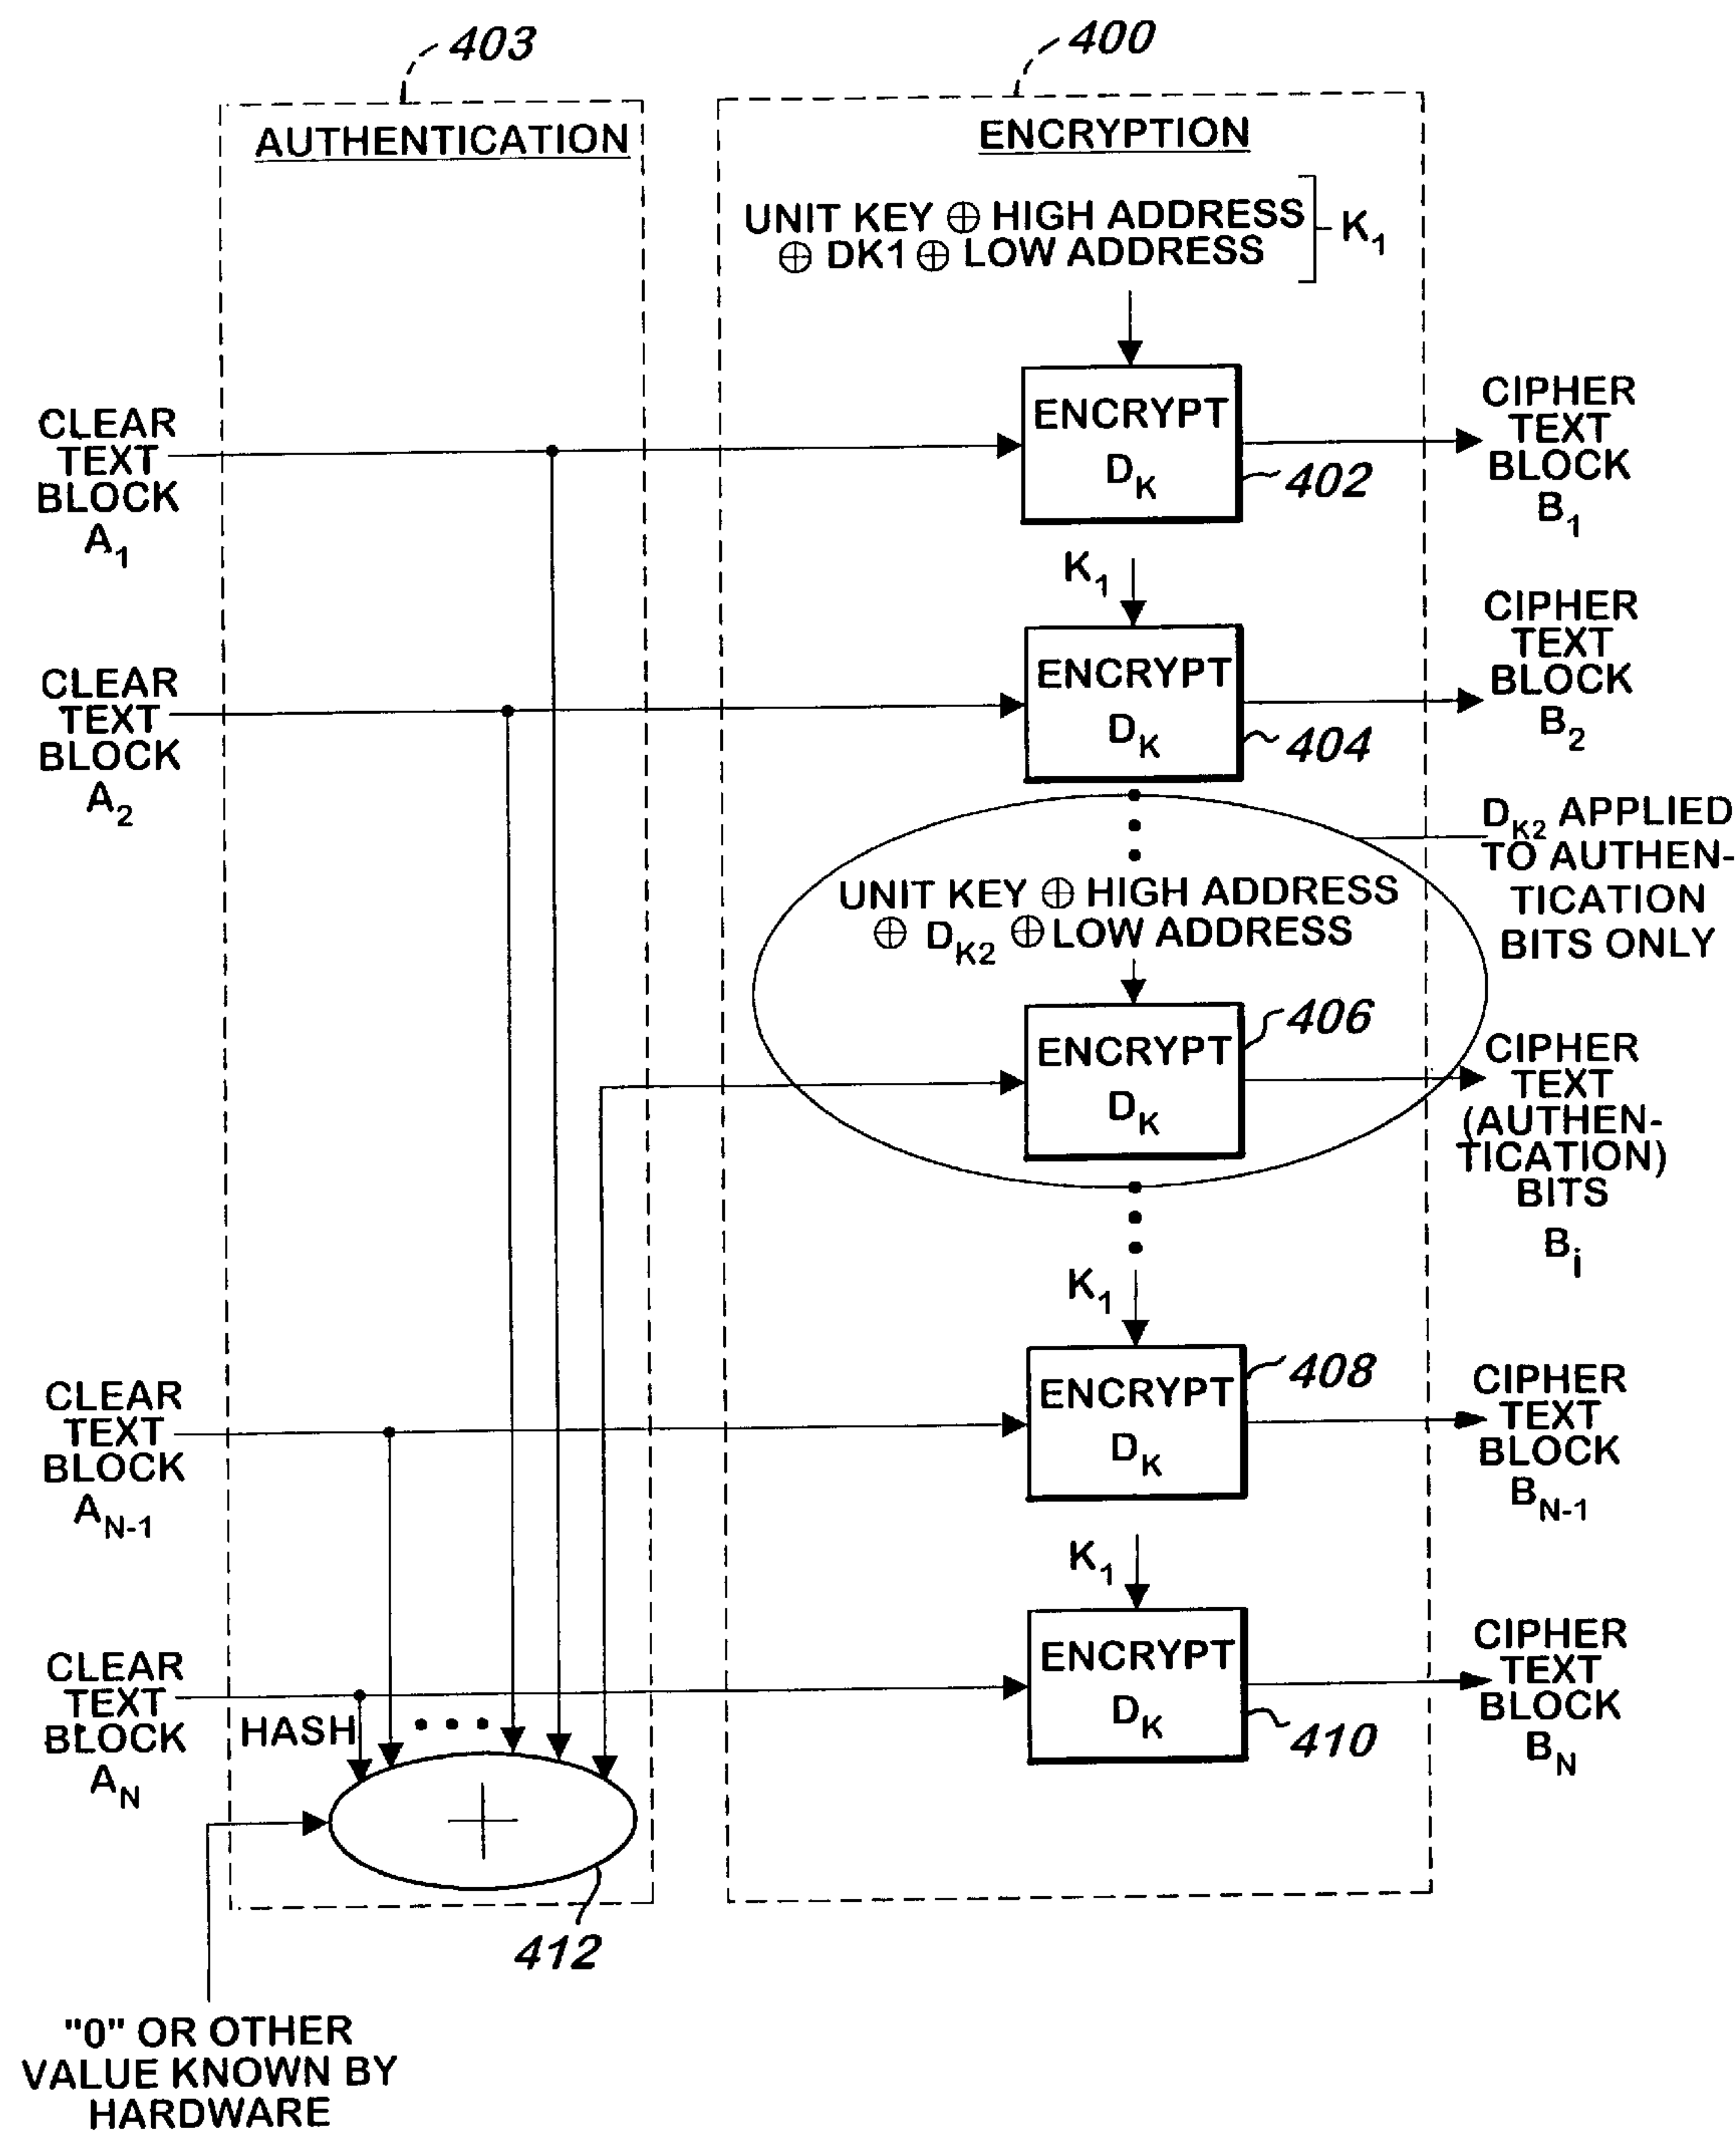 403
400
AUTHENTICATION
ENCRYPTION
UNIT KEY ⊕ HIGH ADDRESS
⊕ DK1 ⊕ LOW ADDRESS
K1
CLEAR
TEXT
BLOCK
A1
ENCRYPT
DK
402
CIPHER
TEXT
BLOCK
B1
K1
CLEAR
TEXT
BLOCK
A2
ENCRYPT
DK
404
CIPHER
TEXT
BLOCK
B2
DK2 APPLIED
TO AUTHEN-
TICATION
BITS ONLY
UNIT KEY ⊕ HIGH ADDRESS
⊕ DK2 ⊕ LOW ADDRESS
ENCRYPT
DK
406
CIPHER
TEXT
(AUTHEN-
TICATION)
BITS
Bi
K1
CLEAR
TEXT
BLOCK
AN-1
ENCRYPT
DK
408
CIPHER
TEXT
BLOCK
BN-1
K1
CLEAR
TEXT
BLOCK
AN
HASH
ENCRYPT
DK
410
CIPHER
TEXT
BLOCK
BN
412
"0" OR OTHER
VALUE KNOWN BY
HARDWARE